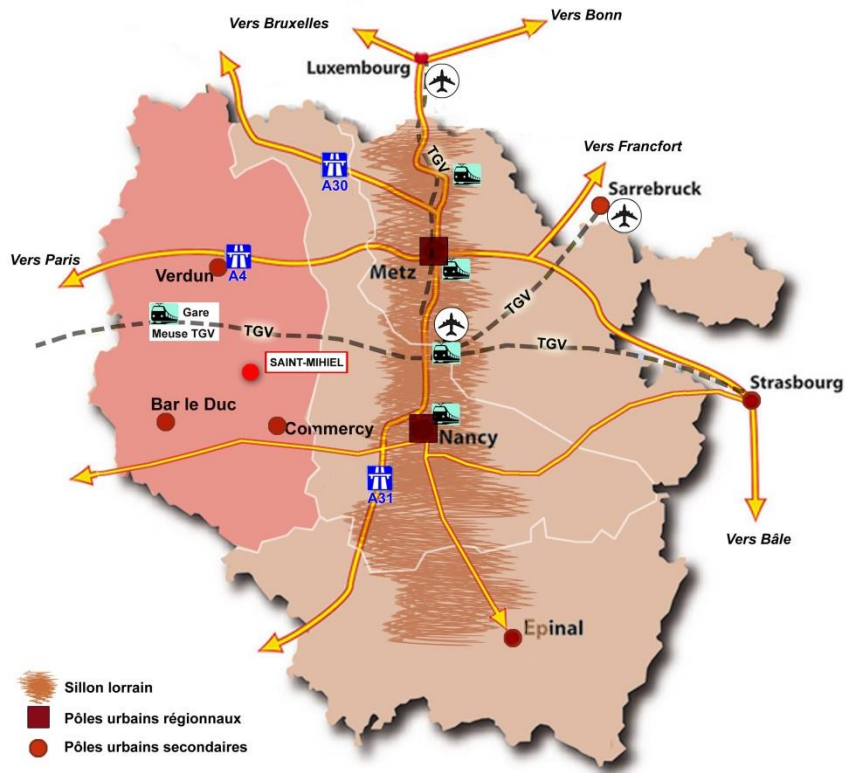 Vers Bonn
Vers Bruxelles
Luxembourg
TGV
Vers Francfort
A30
Sarrebruck
Vers Paris
A4
Verdun
Metz
TGV
Gare
Meuse TGV
TGV
TGV
SAINT-MIHIEL
Strasbourg
Bar le Duc
Commercy
Nancy
A31
Vers Bâle
Epinal
Sillon lorrain
Pôles urbains régionnaux
Pôles urbains secondaires